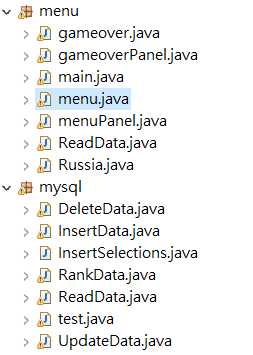 menu
gameover.java
gameoverPanel.java
main.java
menu.java
menuPanel.java
ReadData.java
Russia.java
mysql
DeleteData.java
InsertData.java
InsertSelections.java
RankData.java
ReadData.java
test.java
UpdateData.java